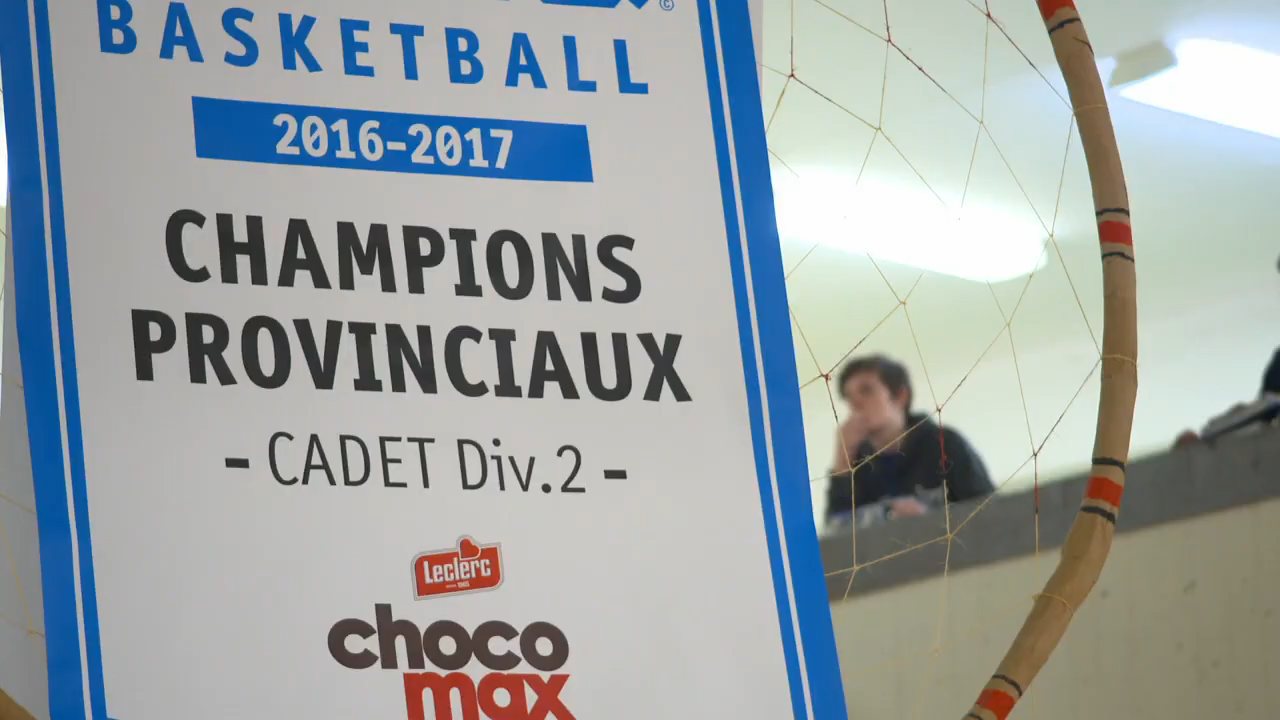 BASKETBALL
2016-2017
CHAMPIONS
PROVINCIAUX
- CADET Div.2 -
Leclerc
choco
max